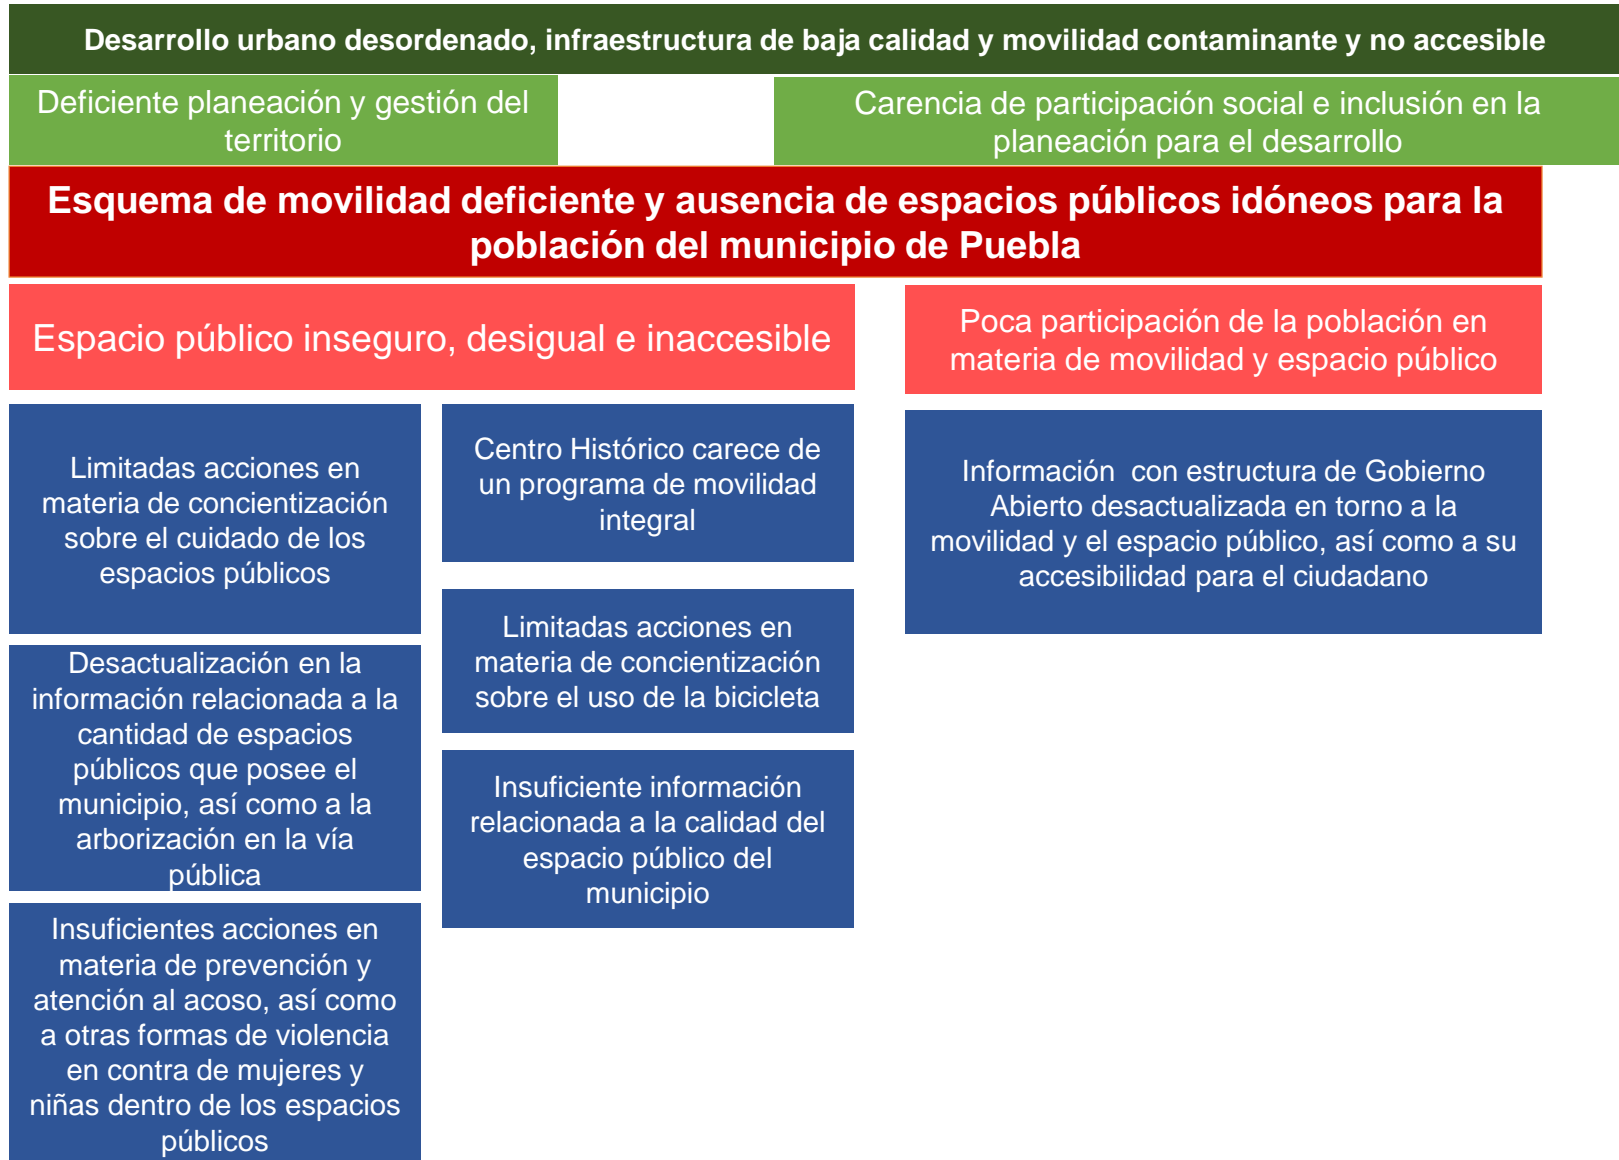 Desarrollo urbano desordenado, infraestructura de baja calidad y movilidad contaminante y no accesible
Deficiente planeación y gestión del
territorio
Carencia de participación social e inclusión en la
planeación para el desarrollo
Esquema de movilidad deficiente y ausencia de espacios públicos idóneos para la
población del municipio de Puebla
Espacio público inseguro, desigual e inaccesible
Poca participación de la población en
materia de movilidad y espacio público
Limitadas acciones en
materia de concientización
sobre el cuidado de los
espacios públicos
Desactualización en la
información relacionada a la
cantidad de espacios
públicos que posee el
municipio, así como a la
arborización en la vía
pública
Insuficientes acciones en
materia de prevención y
atención al acoso, así como
a otras formas de violencia
en contra de mujeres y
niñas dentro de los espacios
públicos
Centro Histórico carece de
un programa de movilidad
integral
Limitadas acciones en
materia de concientización
sobre el uso de la bicicleta
Insuficiente información
relacionada a la calidad del
espacio público del
municipio
Información con estructura de Gobierno
Abierto desactualizada en torno a la
movilidad y el espacio público, así como a su
accesibilidad para el ciudadano